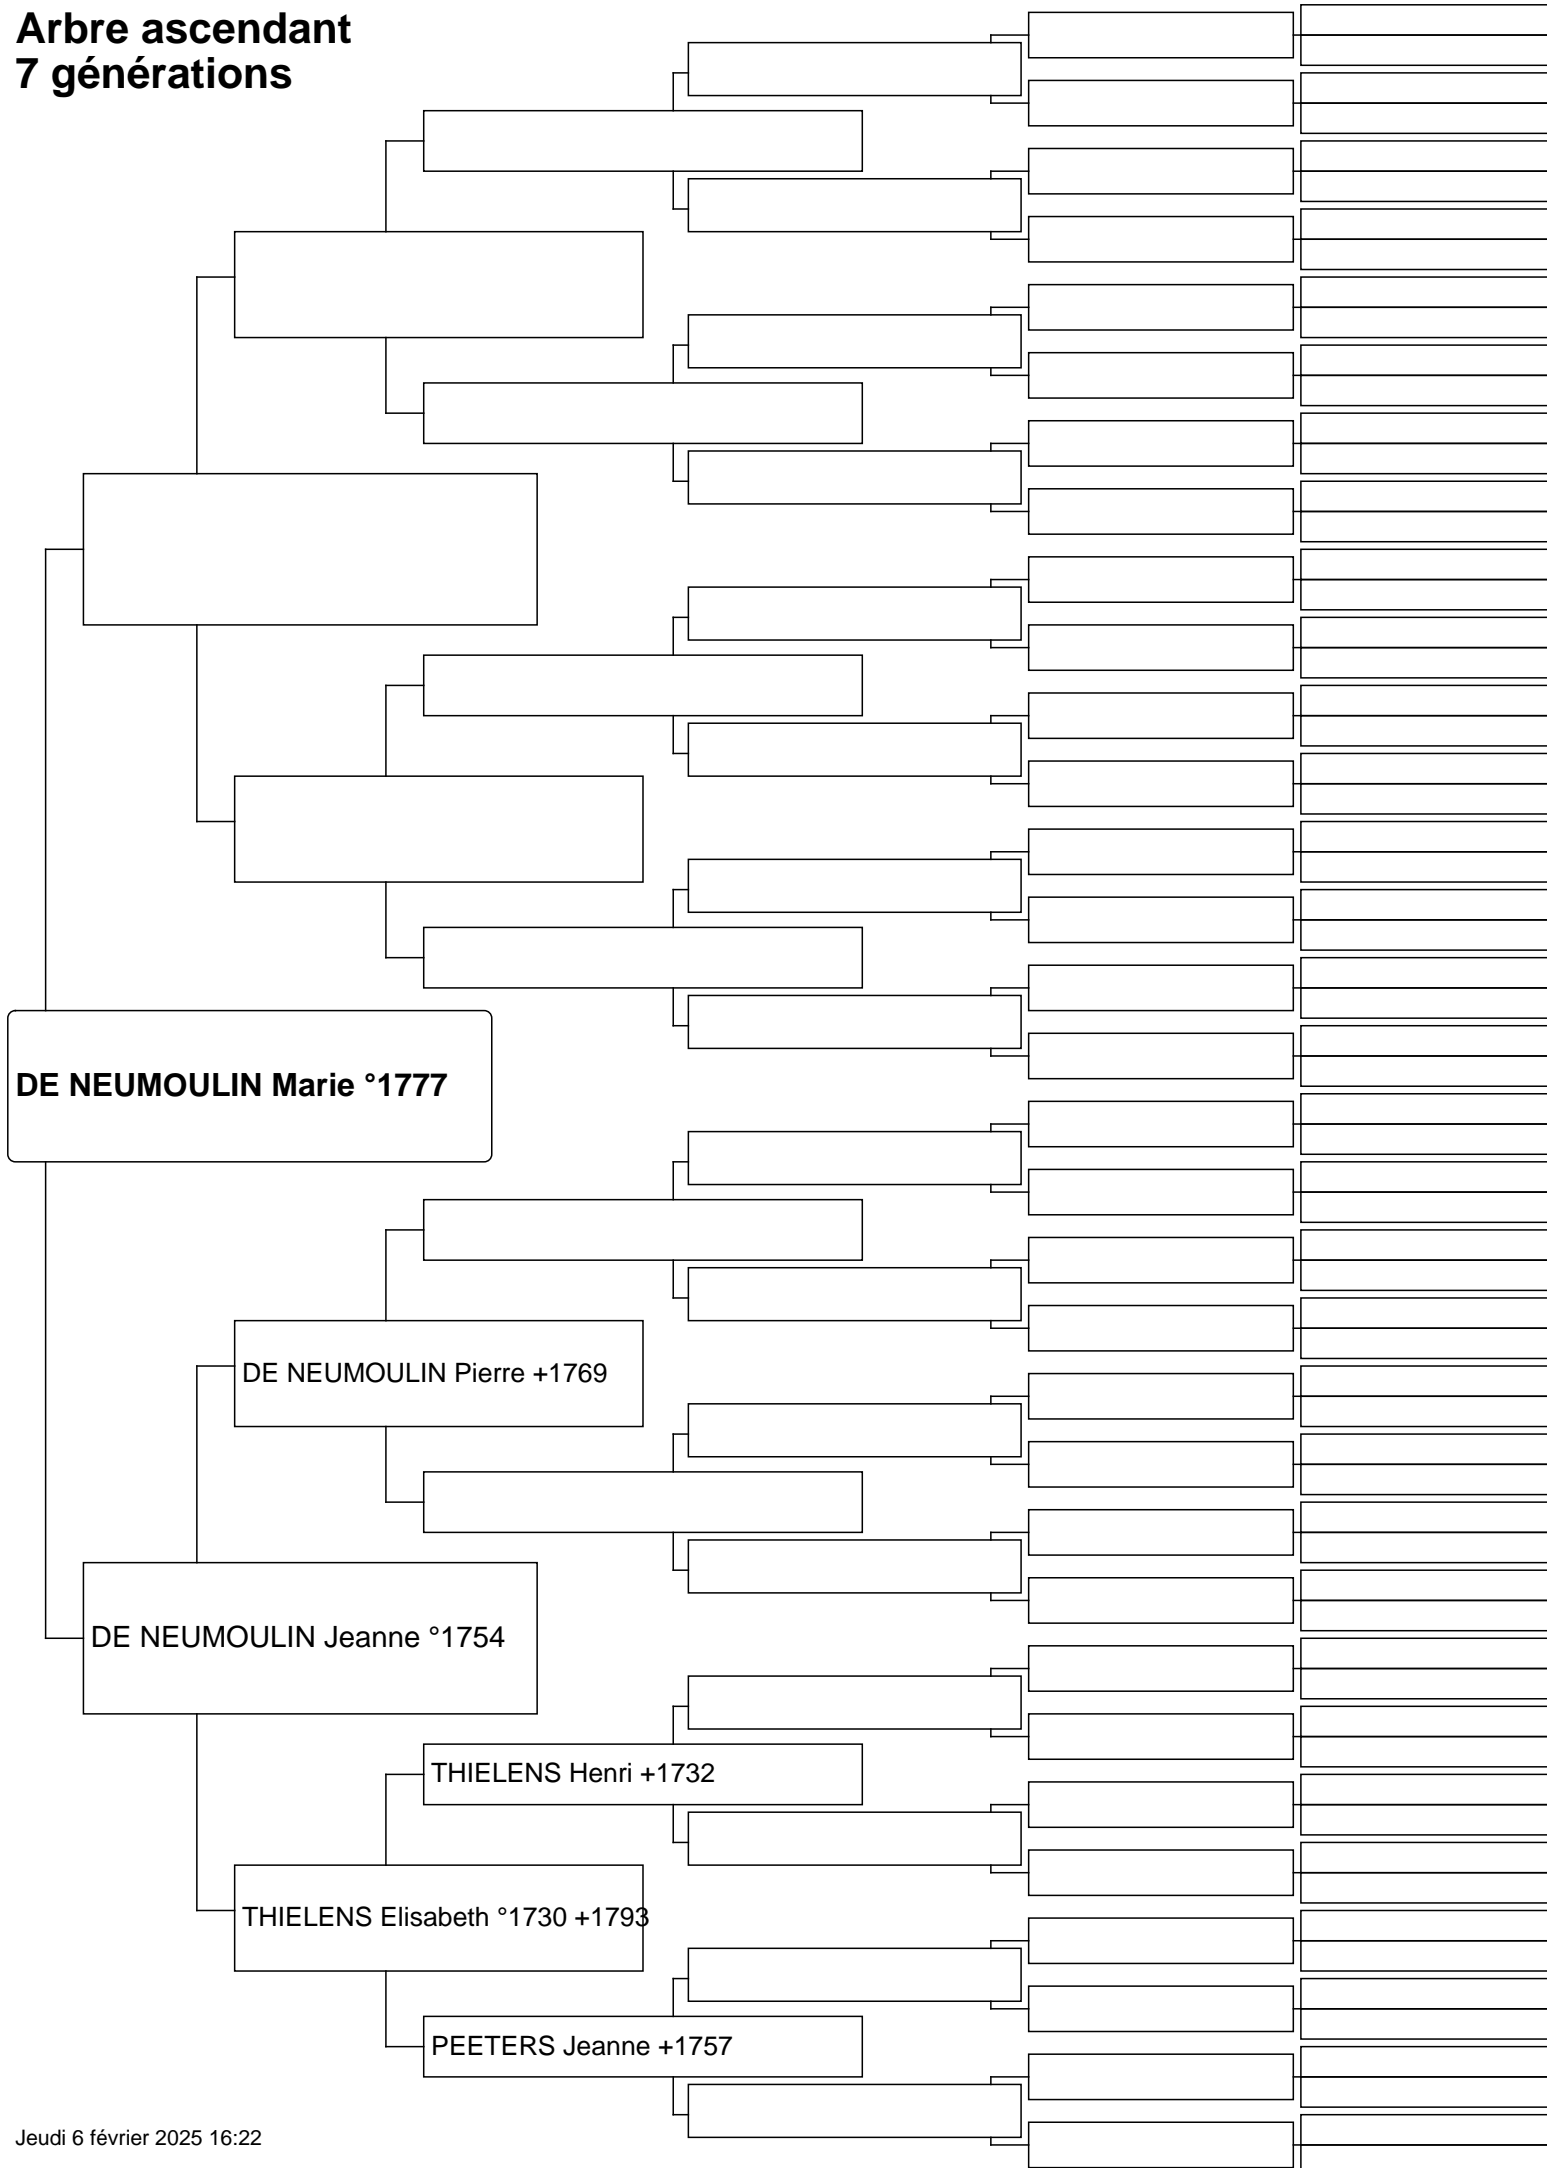 Arbre ascendant
7 générations
DE NEUMOULIN Marie °1777
DE NEUMOULIN Pierre +1769
DE NEUMOULIN Jeanne °1754
THIELENS Henri +1732
THIELENS Elisabeth °1730 +1793
PEETERS Jeanne +1757
Jeudi 6 février 2025 16:22